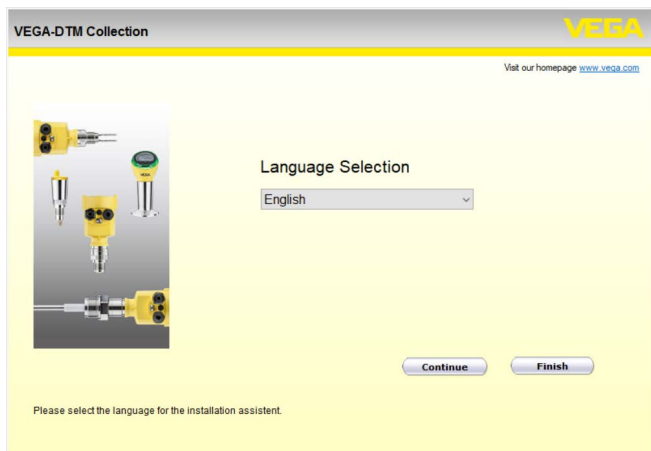 VEGA-DTM Collection
VEGA
Visit our homepage www.vega.com
Language Selection
English
Continue
Finish
Please select the language for the installation assistent.